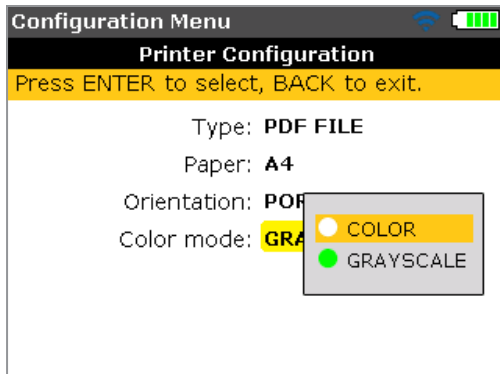 Configuration Menu
Printer Configuration
Press ENTER to select, BACK to exit.
Type: PDF FILE
Paper: A4
Orientation: POR
Color mode: GRA
COLOR
GRAYSCALE